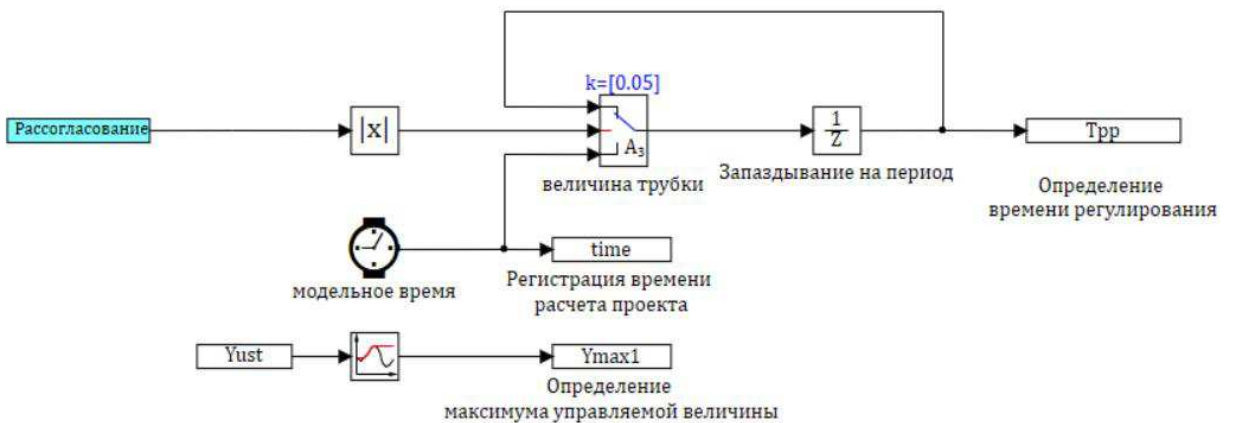 k=[0.05]
Рассогласование
|x|
A₃
1
Z
Трр
величина трубки
Запаздывание на период
Определение
времени регулирования
time
модельное время
Регистрация времени
расчета проекта
Yust
Ymax1
Определение
максимума управляемой величины